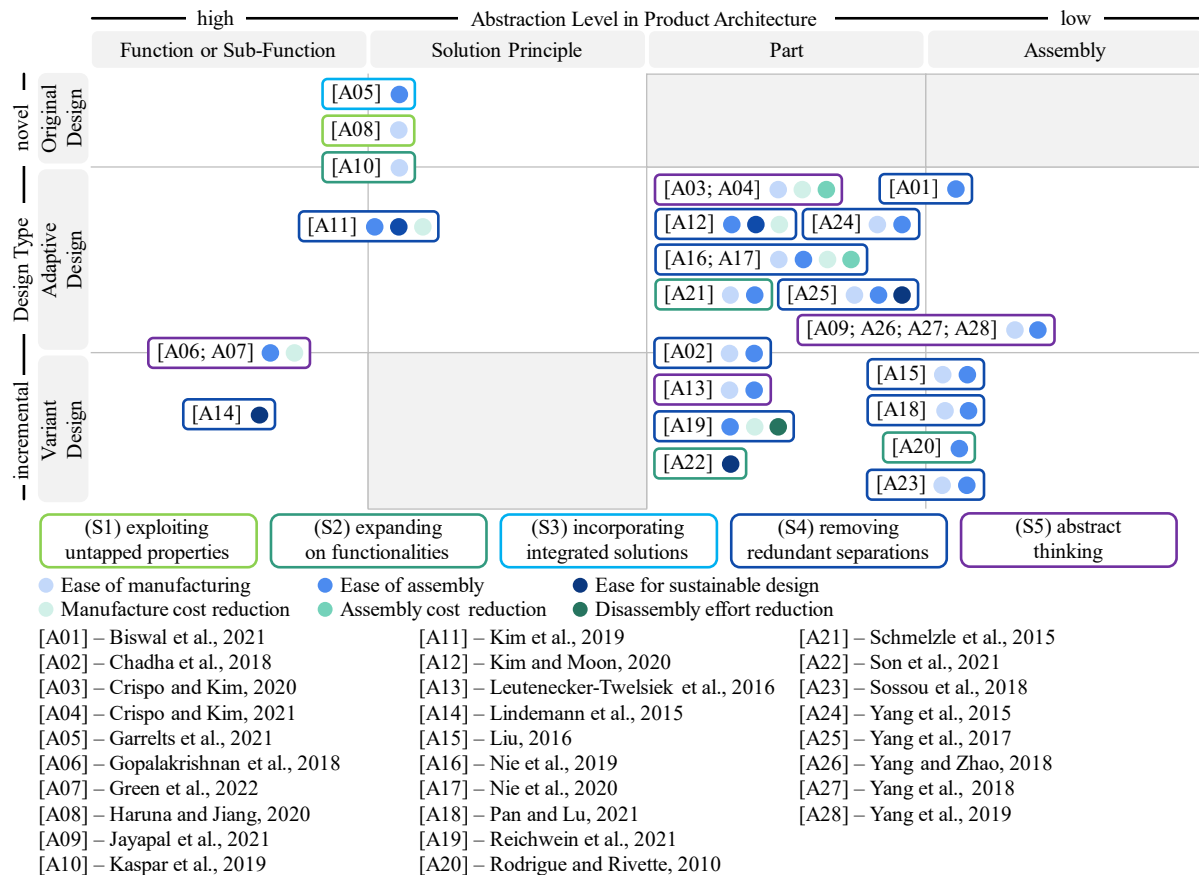 high
Abstraction Level in Product Architecture
low
Function or Sub-Function
Solution Principle
Part
Assembly
Design Type
novel
incremental
Original
Design
[A05]
[A08]
[A10]
Adaptive
Design
[A03; A04]
[A01]
[A11]
[A12]
[A24]
[A16; A17]
[A21]
[A25]
[A09; A26; A27; A28]
[A06; A07]
Variant
Design
[A02]
[A15]
[A13]
[A14]
[A18]
[A19]
[A20]
[A22]
[A23]
(S1) exploiting
untapped properties
(S2) expanding
on functionalities
(S3) incorporating
integrated solutions
(S4) removing
redundant separations
(S5) abstract
thinking
Ease of manufacturing
Ease of assembly
Ease for sustainable design
Manufacture cost reduction
Assembly cost reduction
Disassembly effort reduction
[A01] – Biswal et al., 2021
[A02] – Chadha et al., 2018
[A03] – Crispo and Kim, 2020
[A04] – Crispo and Kim, 2021
[A05] – Garrelts et al., 2021
[A06] – Gopalakrishnan et al., 2018
[A07] – Green et al., 2022
[A08] – Haruna and Jiang, 2020
[A09] – Jayapal et al., 2021
[A10] – Kaspar et al., 2019
[A11] – Kim et al., 2019
[A12] – Kim and Moon, 2020
[A13] – Leutenecker-Twelsiek et al., 2016
[A14] – Lindemann et al., 2015
[A15] – Liu, 2016
[A16] – Nie et al., 2019
[A17] – Nie et al., 2020
[A18] – Pan and Lu, 2021
[A19] – Reichwein et al., 2021
[A20] – Rodrigue and Rivette, 2010
[A21] – Schmelzle et al., 2015
[A22] – Son et al., 2021
[A23] – Sossou et al., 2018
[A24] – Yang et al., 2015
[A25] – Yang et al., 2017
[A26] – Yang and Zhao, 2018
[A27] – Yang et al., 2018
[A28] – Yang et al., 2019